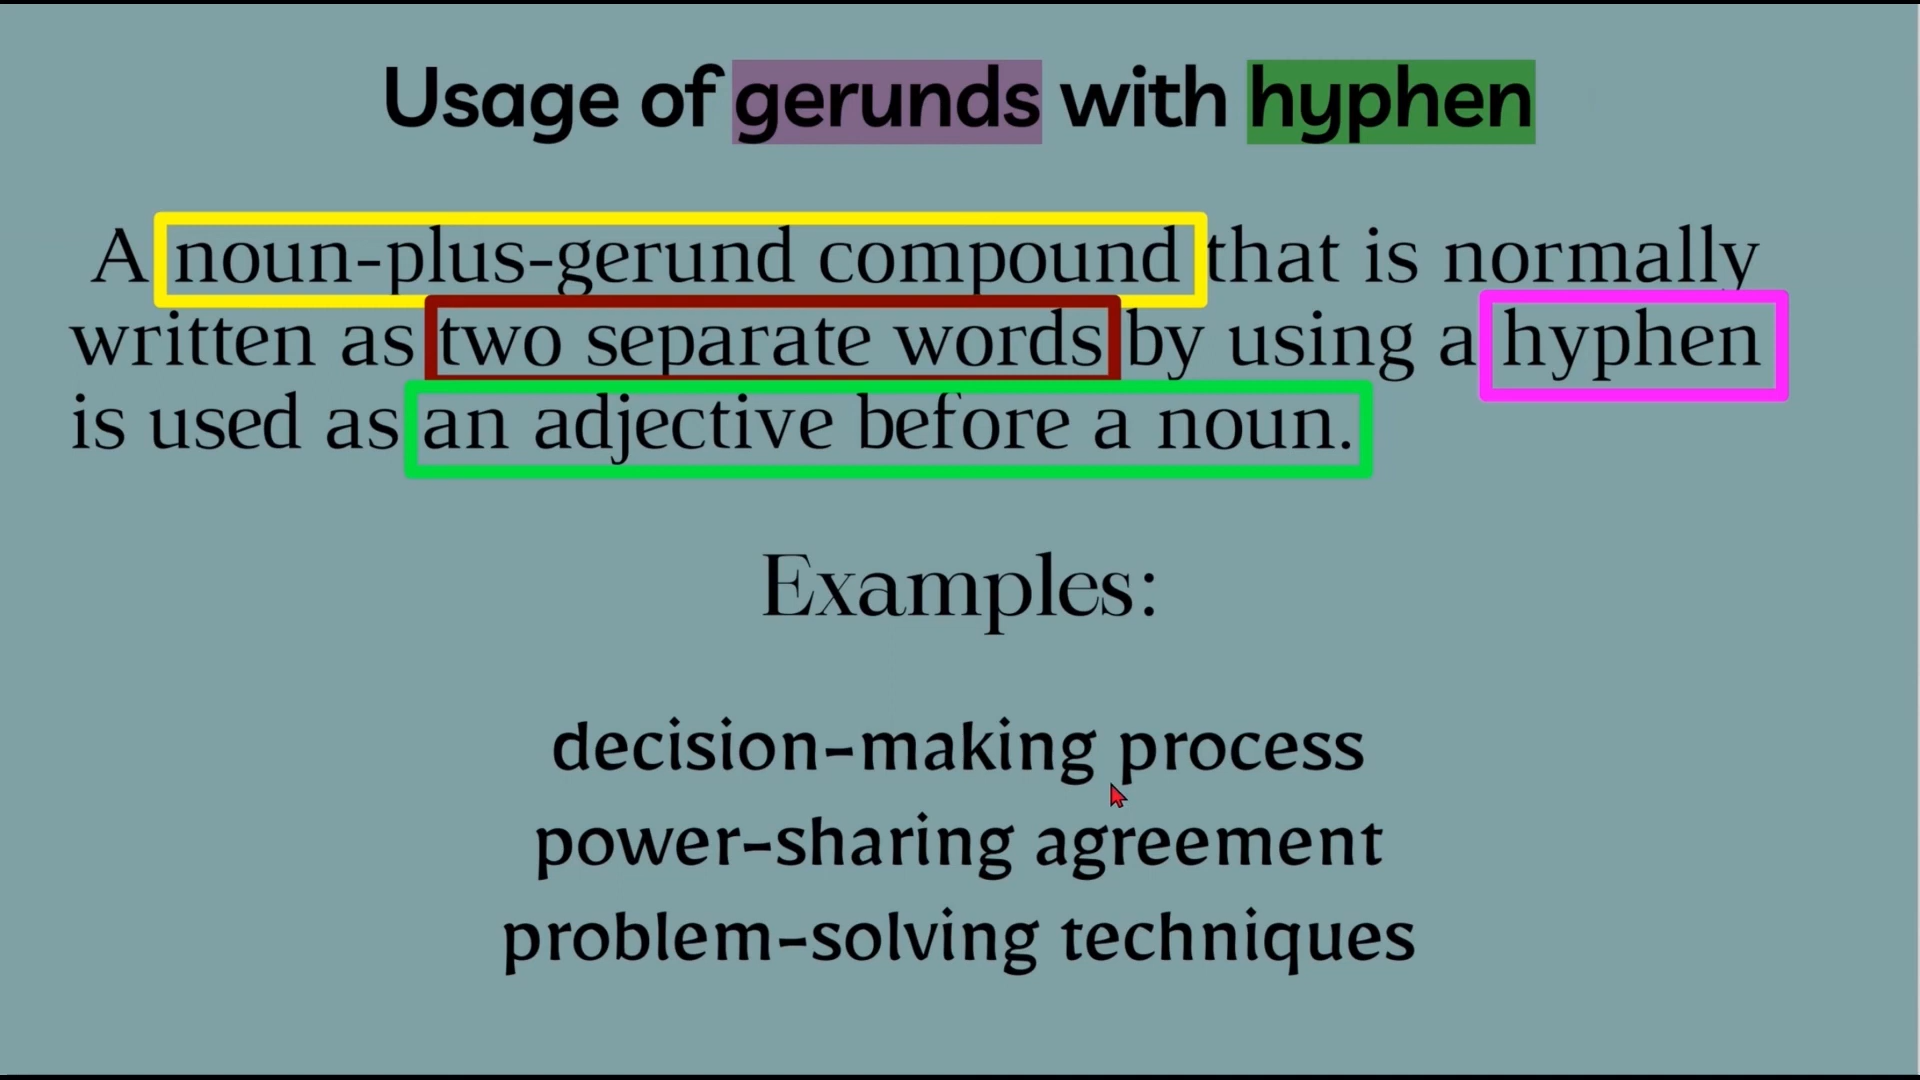 Usage of gerunds with hyphen
A noun-plus-gerund compound that is normally
written as two separate words by using a hyphen
is used as an adjective before a noun.
Examples:
decision-making process
power-sharing agreement
problem-solving techniques